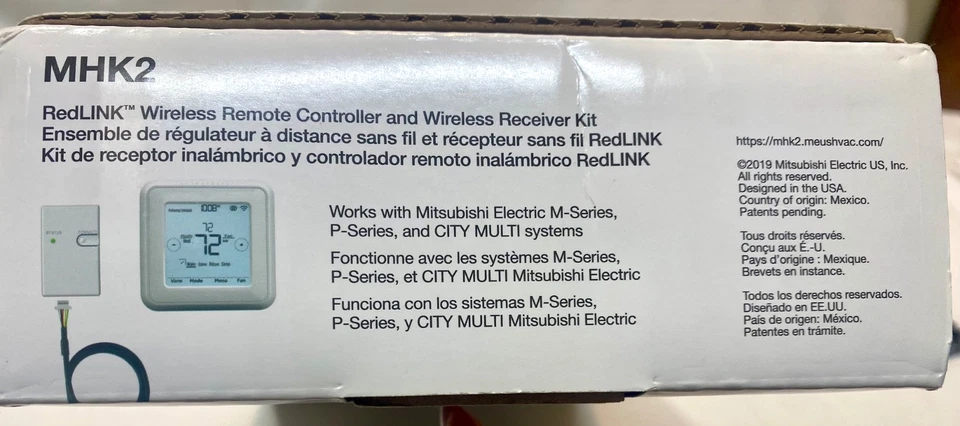 MHK2
RedLINK™ Wireless Remote Controller and Wireless Receiver Kit
Ensemble de régulateur à distance sans fil et récepteur sans fil RedLINK
Kit de receptor inalámbrico y controlador remoto inalámbrico RedLINK
STATUS
CONNECT
72
72
Mode
Menu
Fan
Works with Mitsubishi Electric M-Series,
P-Series, and CITY MULTI systems
Fonctionne avec les systèmes M-Series,
P-Series, et CITY MULTI Mitsubishi Electric
Funciona con los sistemas M-Series,
P-Series, y CITY MULTI Mitsubishi Electric
https://mhk2.meushvac.com/
©2019 Mitsubishi Electric US, Inc.
All rights reserved.
Designed in the USA.
Country of origin: Mexico.
Patents pending.
Tous droits réservés.
Conçu aux É.-U.
Pays d'origine : Mexique.
Brevets en instance.
Todos los derechos reservados.
Diseñado en EE.UU.
País de origen: México.
Patentes en trámite.